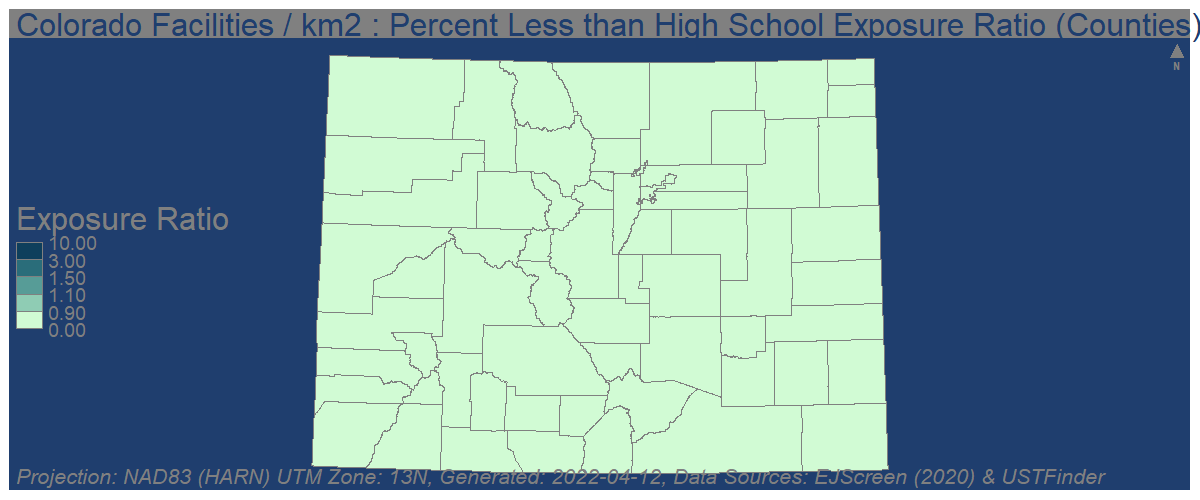 Colorado Facilities / km2 : Percent Less than High School Exposure Ratio (Counties)
N
Exposure Ratio
10.00
3.00
1.50
1.10
0.90
0.00
Projection: NAD83 (HARN) UTM Zone: 13N, Generated: 2022-04-12, Data Sources: EJScreen (2020) & USTFinder